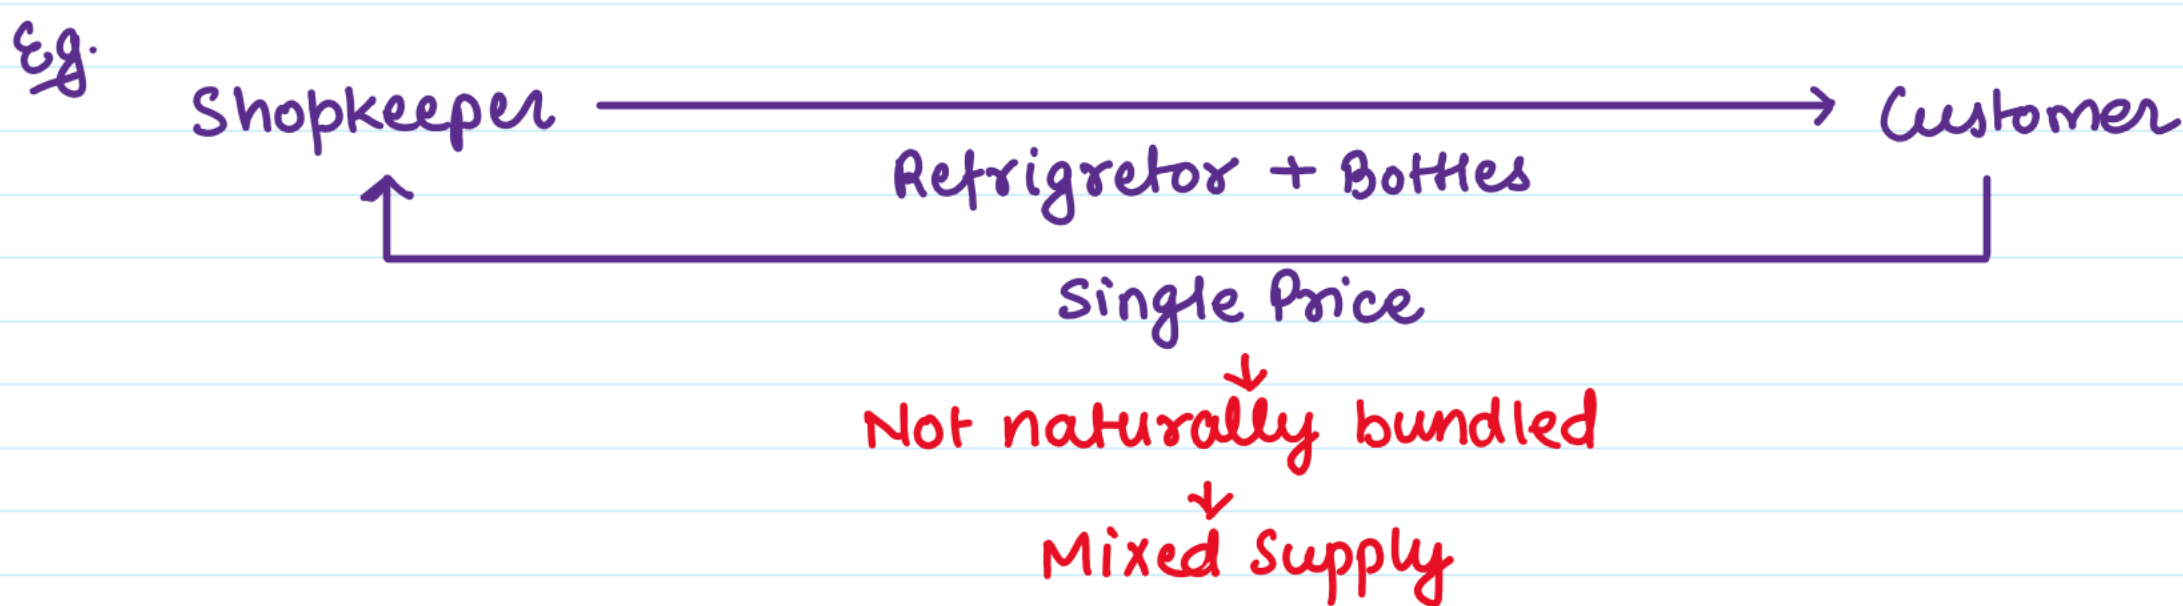 Eg.
Shopkeeper → Customer
Refrigretor + Bottles
Single Price
↓
Not naturally bundled
↓
Mixed Supply